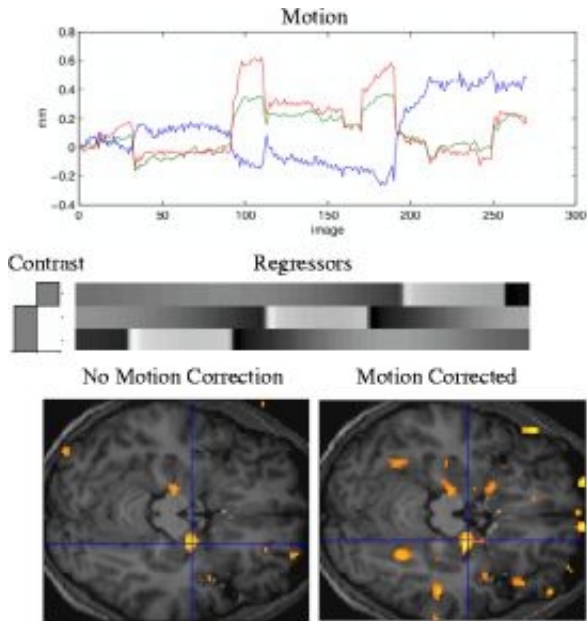 Motion
0.8
0.6
0.4
0.2
0
−0.2
−0.4
mm
0 50 100 150 200 250 300
image
Contrast Regressors
No Motion Correction Motion Corrected